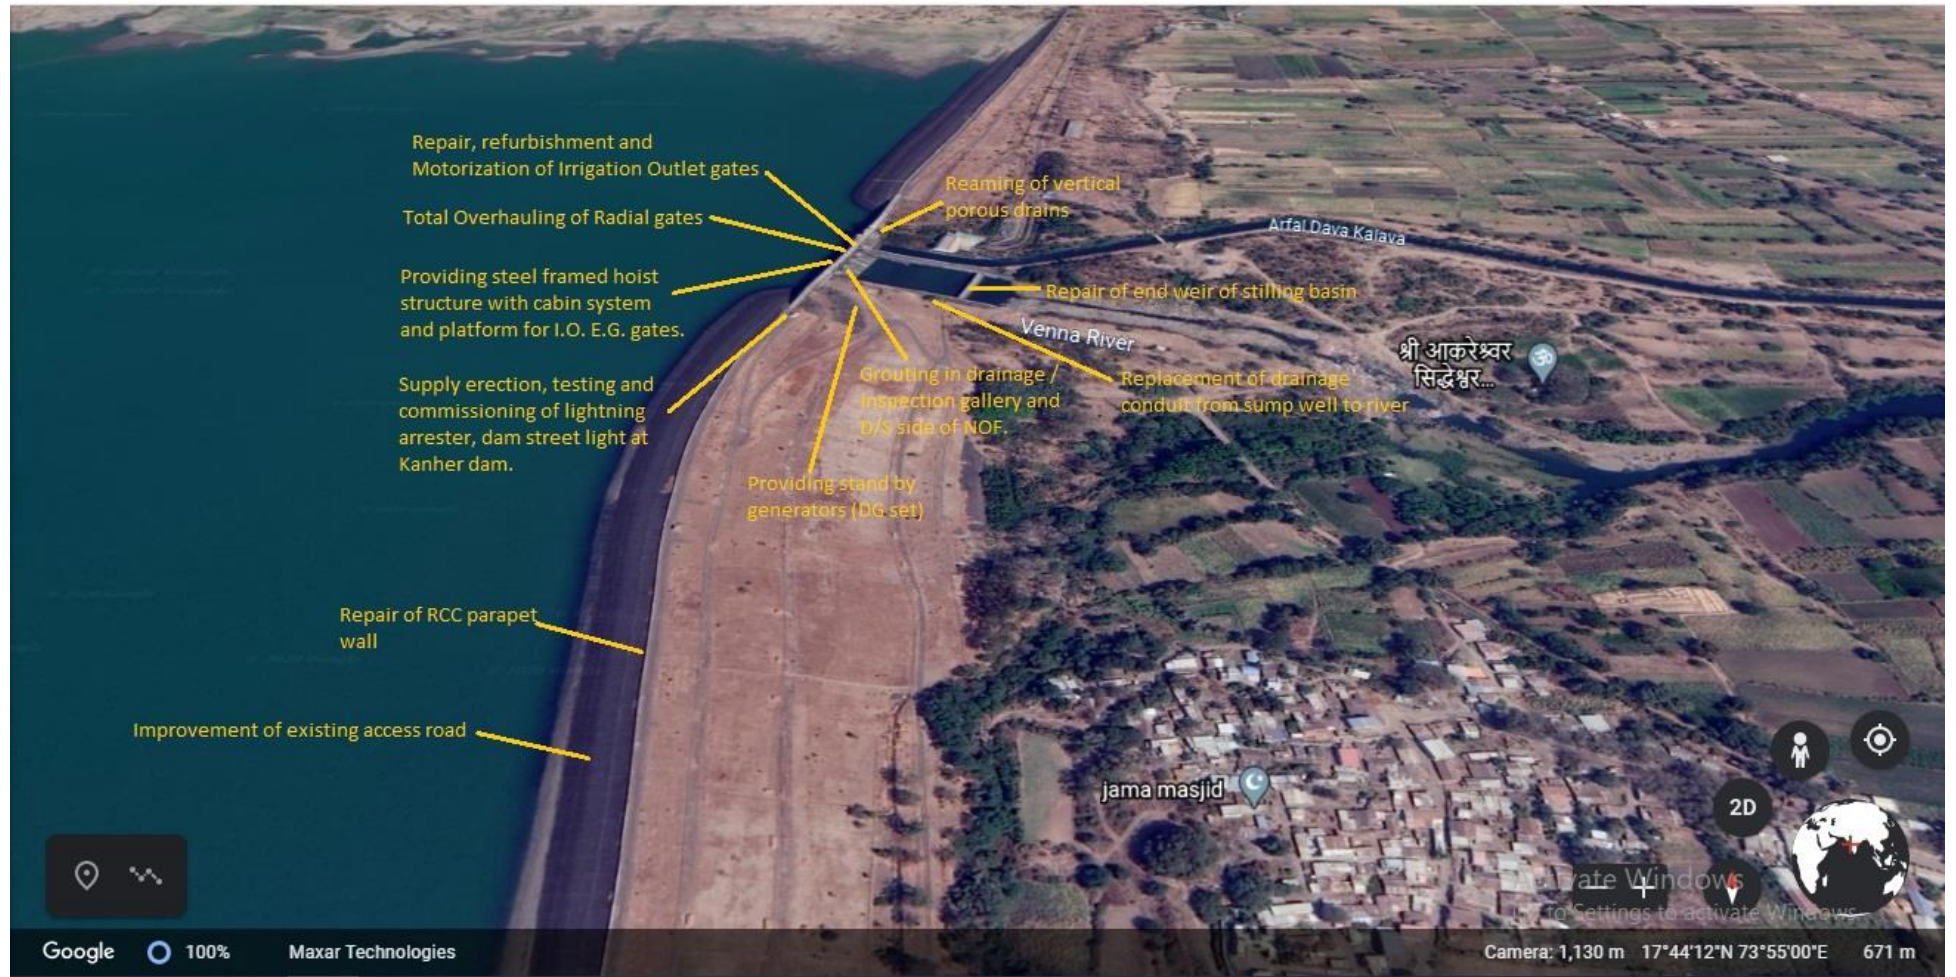 Repair, refurbishment and
Motorization of Irrigation Outlet gates
Reaming of vertical
porous drains
Total Overhauling of Radial gates
Arfal Dava Kalava
Providing steel framed hoist
structure with cabin system
and platform for I.O. E.G. gates.
Repair of end weir of stilling basin
Venna River
श्री आकरेश्वर
सिद्धेश्वर...
Supply erection, testing and
commissioning of lightning
arrester, dam street light at
Kanher dam.
Grouting in drainage /
inspection gallery and
D/S side of NOF.
Replacement of drainage
conduit from sump well to river
Providing stand by
generators (DG set)
Repair of RCC parapet
wall
Improvement of existing access road
jama masjid
2D
Activate Windows
Go to Settings to activate Windows.
Google 100% Maxar Technologies Camera: 1,130 m 17°44'12"N 73°55'00"E 671 m